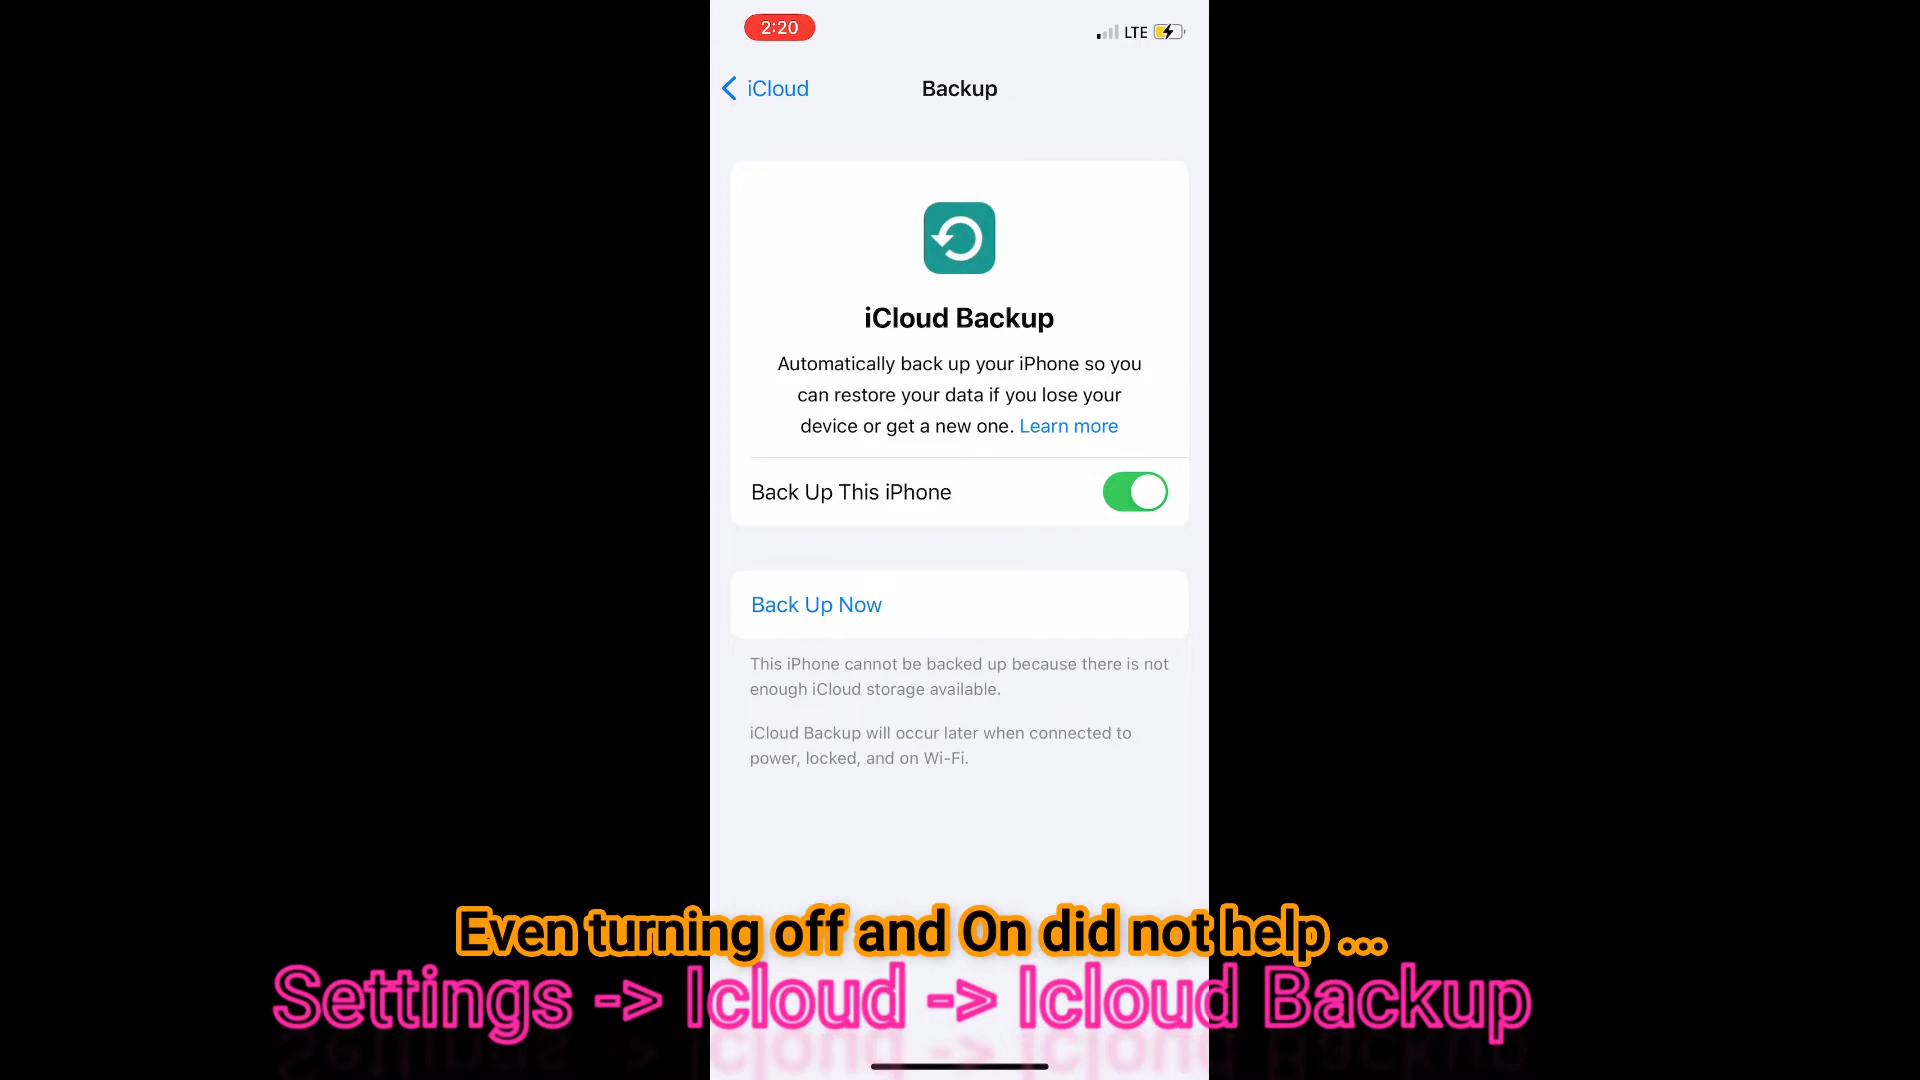 2:20
LTE
iCloud
Backup
iCloud Backup
Automatically back up your iPhone so you
can restore your data if you lose your
device or get a new one. Learn more
Back Up This iPhone
Back Up Now
This iPhone cannot be backed up because there is not
enough iCloud storage available.
iCloud Backup will occur later when connected to
power, locked, and on Wi-Fi.
Even turning off and On did not help ...
Settings -> Icloud -> Icloud Backup